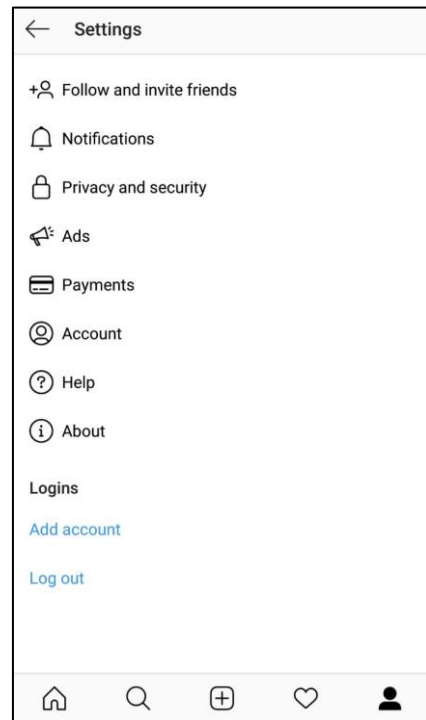 Settings
Follow and invite friends
Notifications
Privacy and security
Ads
Payments
Account
Help
About
Logins
Add account
Log out